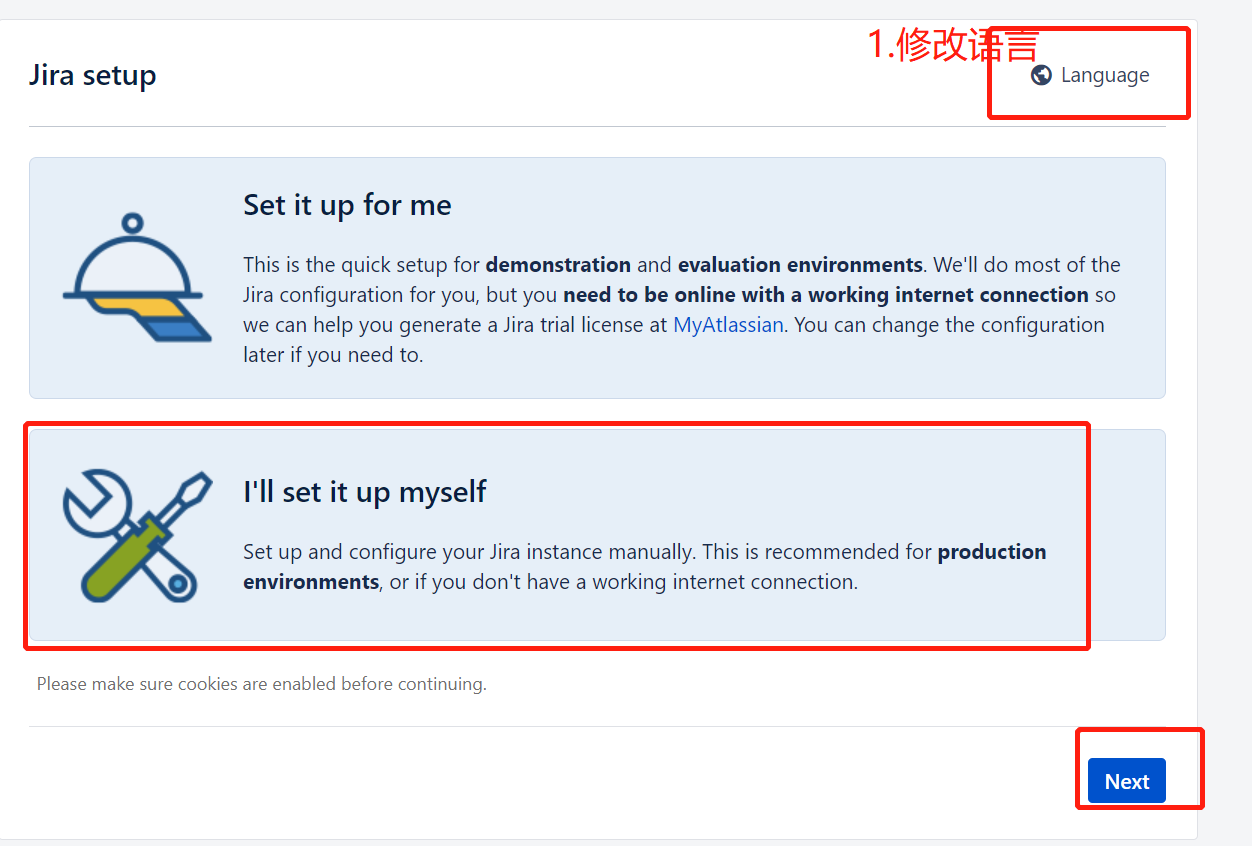 1.修改语言
Jira setup
Language
Set it up for me
This is the quick setup for demonstration and evaluation environments. We'll do most of the
Jira configuration for you, but you need to be online with a working internet connection so
we can help you generate a Jira trial license at MyAtlassian. You can change the configuration
later if you need to.
I'll set it up myself
Set up and configure your Jira instance manually. This is recommended for production
environments, or if you don't have a working internet connection.
Please make sure cookies are enabled before continuing.
Next